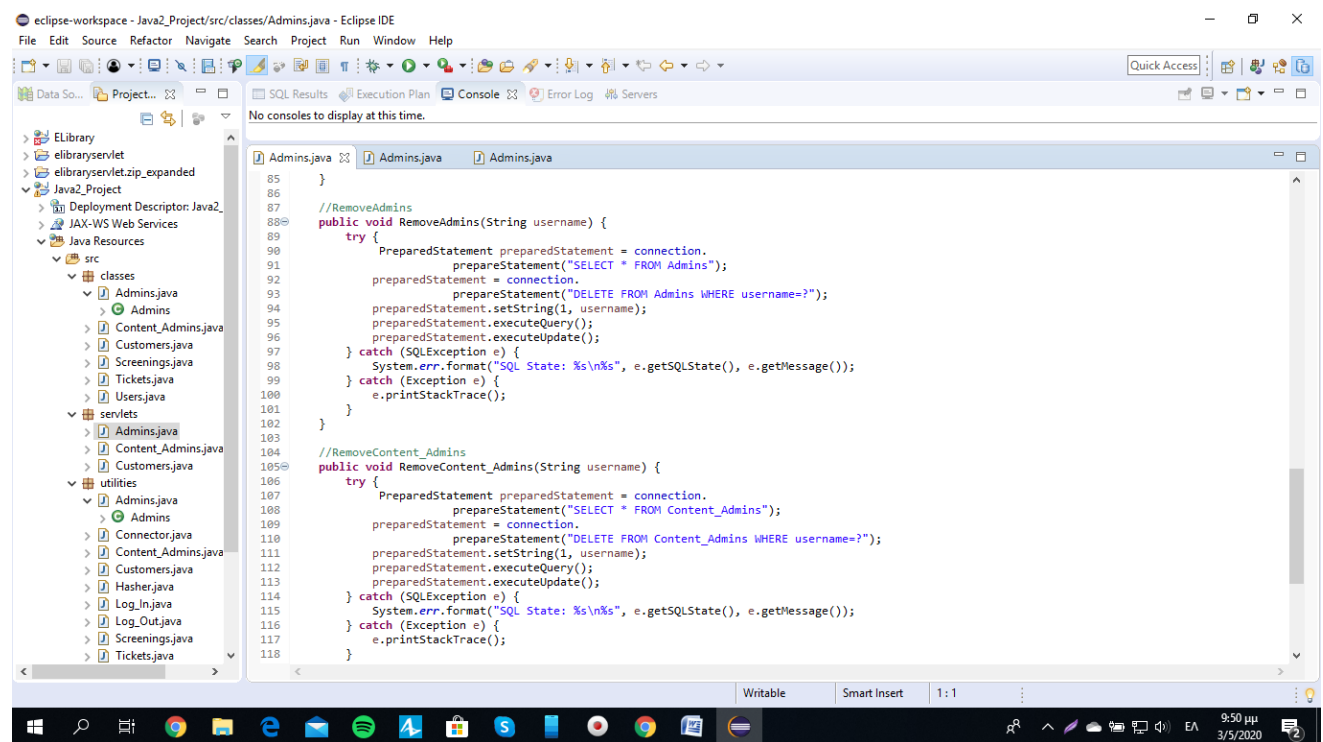 eclipse-workspace - Java2_Project/src/classes/Admins.java - Eclipse IDE
File Edit Source Refactor Navigate Search Project Run Window Help
Quick Access
Data So... Project...
SQL Results Execution Plan Console Error Log Servers
No consoles to display at this time.
ELibrary
elibraryservlet
elibraryservlet.zip_expanded
Java2_Project
Deployment Descriptor: Java2_
JAX-WS Web Services
Java Resources
src
classes
Admins.java
Admins
Content_Admins.java
Customers.java
Screenings.java
Tickets.java
Users.java
servlets
Admins.java
Content_Admins.java
Customers.java
utilities
Admins.java
Admins
Connector.java
Content_Admins.java
Customers.java
Hasher.java
Log_In.java
Log_Out.java
Screenings.java
Tickets.java
Admins.java Admins.java Admins.java
85 }
86
87 //RemoveAdmins
88 public void RemoveAdmins(String username) {
89 try {
90 PreparedStatement preparedStatement = connection.
91 prepareStatement("SELECT * FROM Admins");
92 preparedStatement = connection.
93 prepareStatement("DELETE FROM Admins WHERE username=?");
94 preparedStatement.setString(1, username);
95 preparedStatement.executeQuery();
96 preparedStatement.executeUpdate();
97 } catch (SQLException e) {
98 System.err.format("SQL State: %s\n%s", e.getSQLState(), e.getMessage());
99 } catch (Exception e) {
100 e.printStackTrace();
101 }
102 }
103
104 //RemoveContent_Admins
105 public void RemoveContent_Admins(String username) {
106 try {
107 PreparedStatement preparedStatement = connection.
108 prepareStatement("SELECT * FROM Content_Admins");
109 preparedStatement = connection.
110 prepareStatement("DELETE FROM Content_Admins WHERE username=?");
111 preparedStatement.setString(1, username);
112 preparedStatement.executeQuery();
113 preparedStatement.executeUpdate();
114 } catch (SQLException e) {
115 System.err.format("SQL State: %s\n%s", e.getSQLState(), e.getMessage());
116 } catch (Exception e) {
117 e.printStackTrace();
118 }
Writable Smart Insert 1 : 1
ΕΛ
9:50 μμ
3/5/2020
2